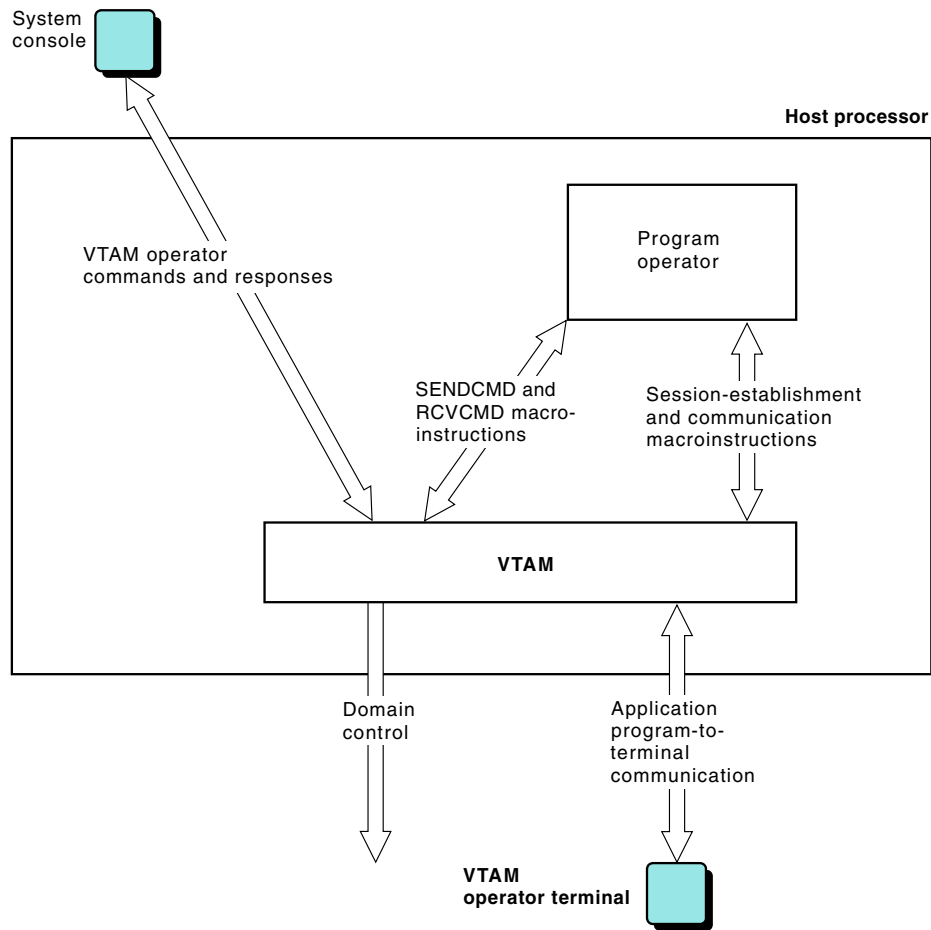 System
console
Host processor
Program
operator
VTAM operator
commands and responses
SENDCMD and
RCVCMD macro-
instructions
Session-establishment
and communication
macroinstructions
VTAM
Domain
control
Application
program-to-
terminal
communication
VTAM
operator terminal